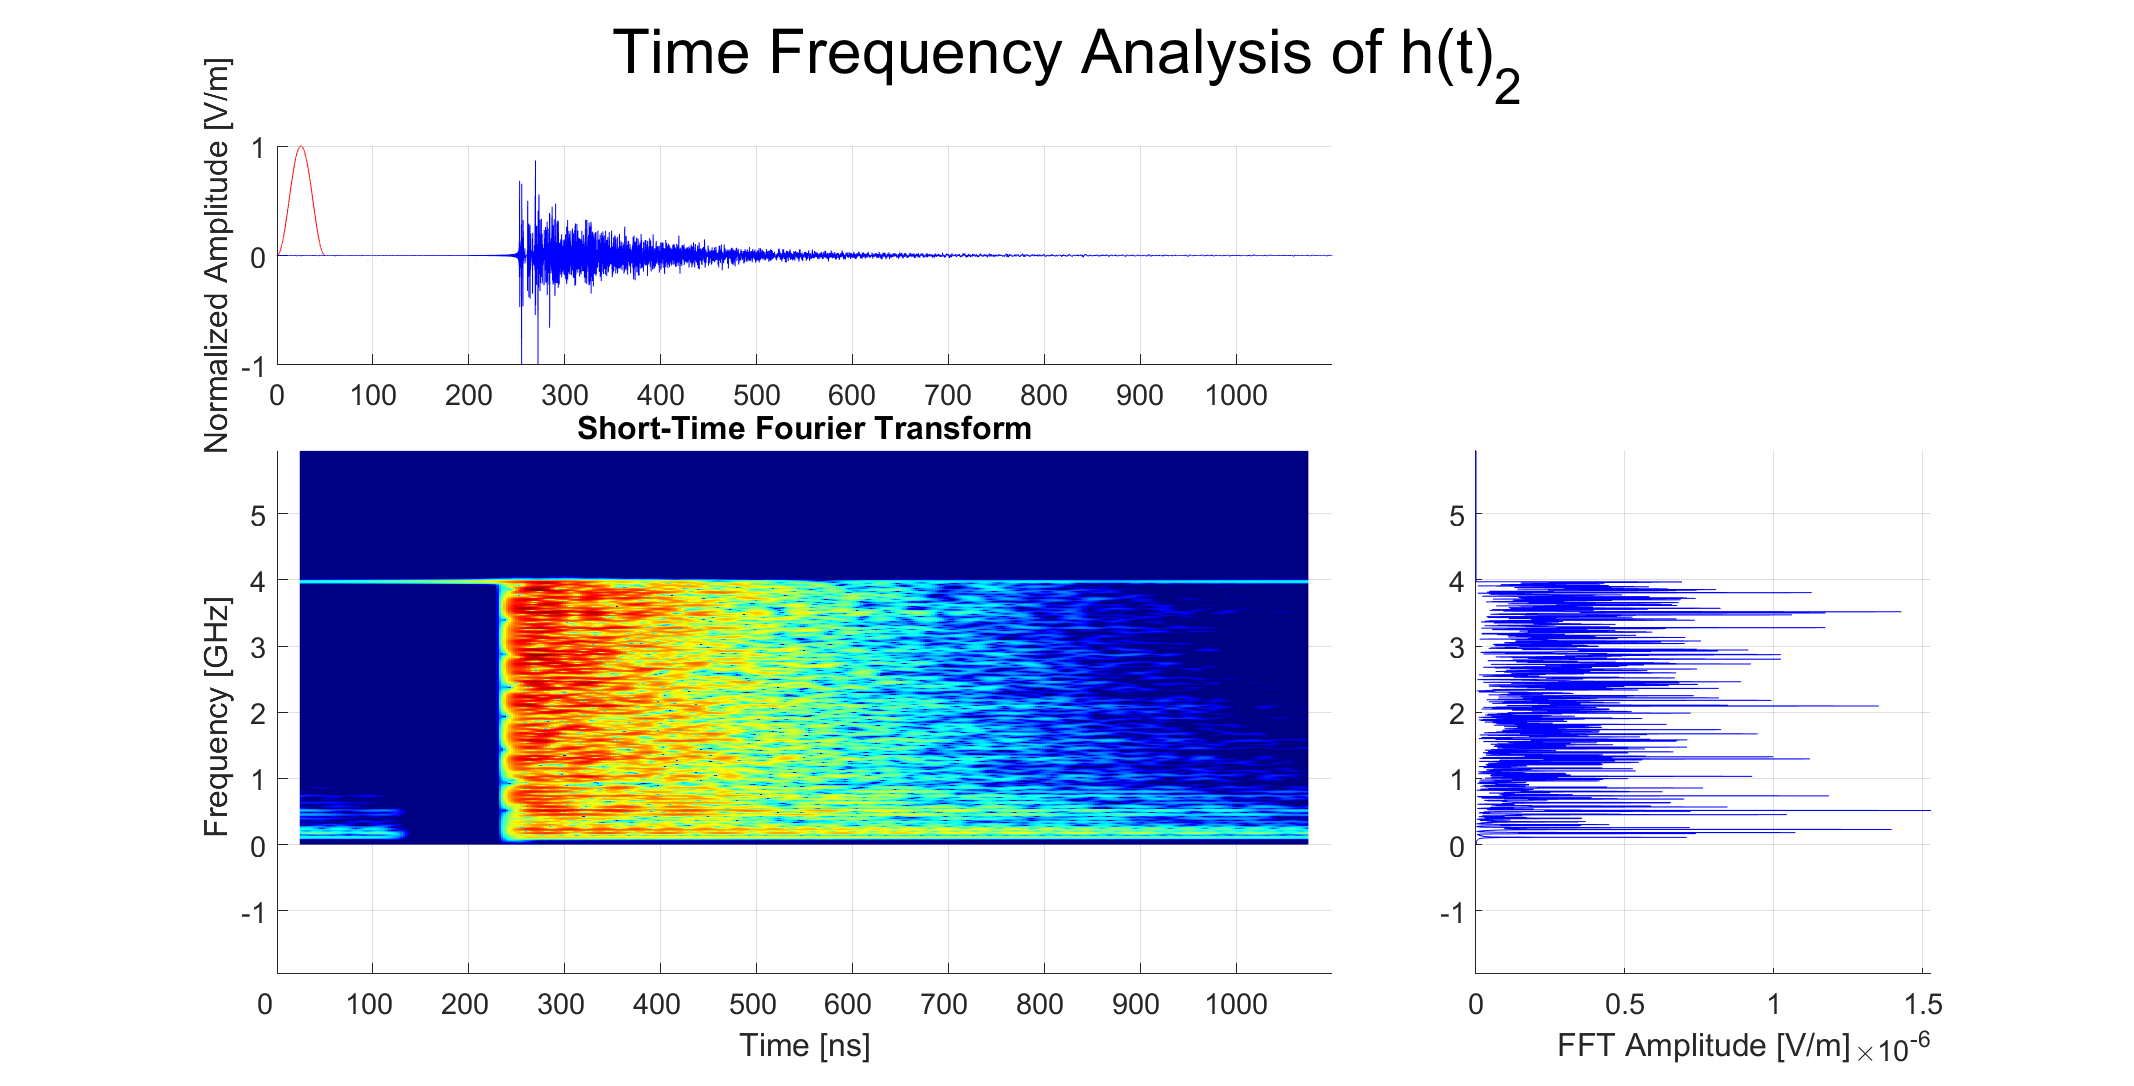 Time Frequency Analysis of h(t)2
Normalized Amplitude [V/m]
1
0
-1
0 100 200 300 400 500 600 700 800 900 1000
Short-Time Fourier Transform
Frequency [GHz]
5
4
3
2
1
0
-1
0 100 200 300 400 500 600 700 800 900 1000
Time [ns]
5
4
3
2
1
0
-1
0 0.5 1 1.5
FFT Amplitude [V/m] ×10-6